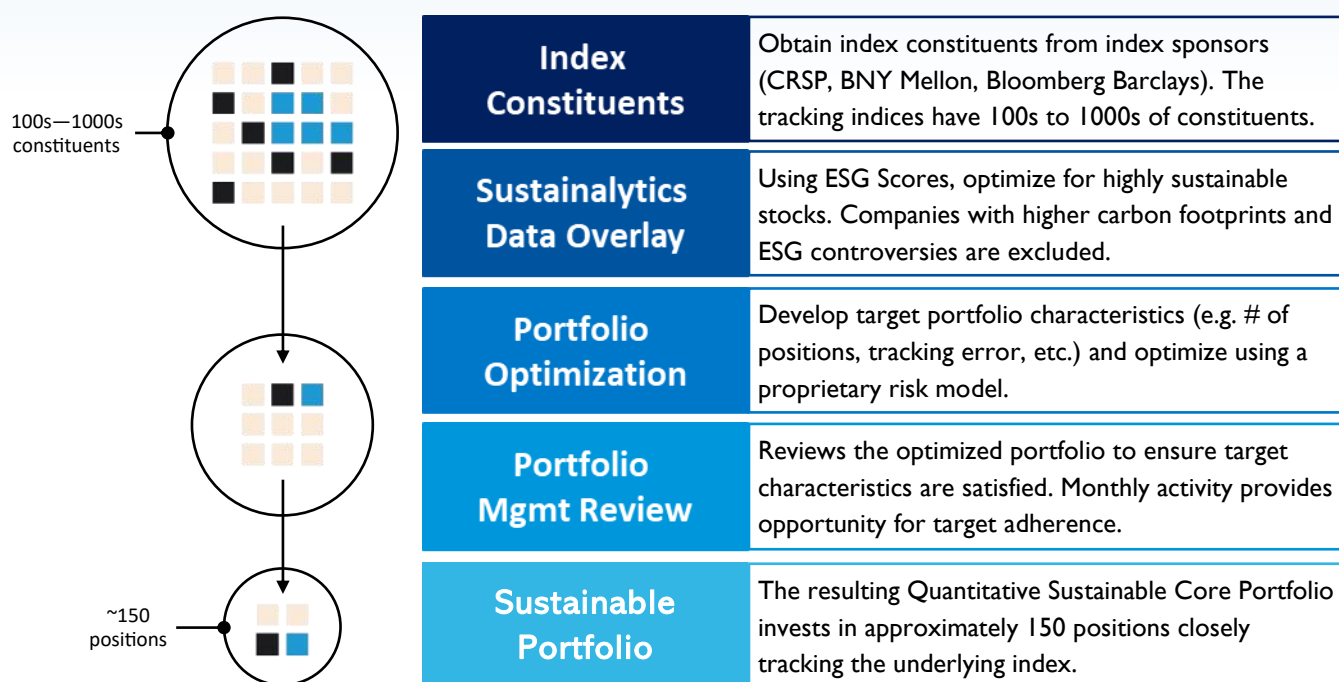 100s—1000s
constituents
Index
Constituents
Obtain index constituents from index sponsors
(CRSP, BNY Mellon, Bloomberg Barclays). The
tracking indices have 100s to 1000s of constituents.
Sustainalytics
Data Overlay
Using ESG Scores, optimize for highly sustainable
stocks. Companies with higher carbon footprints and
ESG controversies are excluded.
Portfolio
Optimization
Develop target portfolio characteristics (e.g. # of
positions, tracking error, etc.) and optimize using a
proprietary risk model.
Portfolio
Mgmt Review
Reviews the optimized portfolio to ensure target
characteristics are satisfied. Monthly activity provides
opportunity for target adherence.
~150
positions
Sustainable
Portfolio
The resulting Quantitative Sustainable Core Portfolio
invests in approximately 150 positions closely
tracking the underlying index.